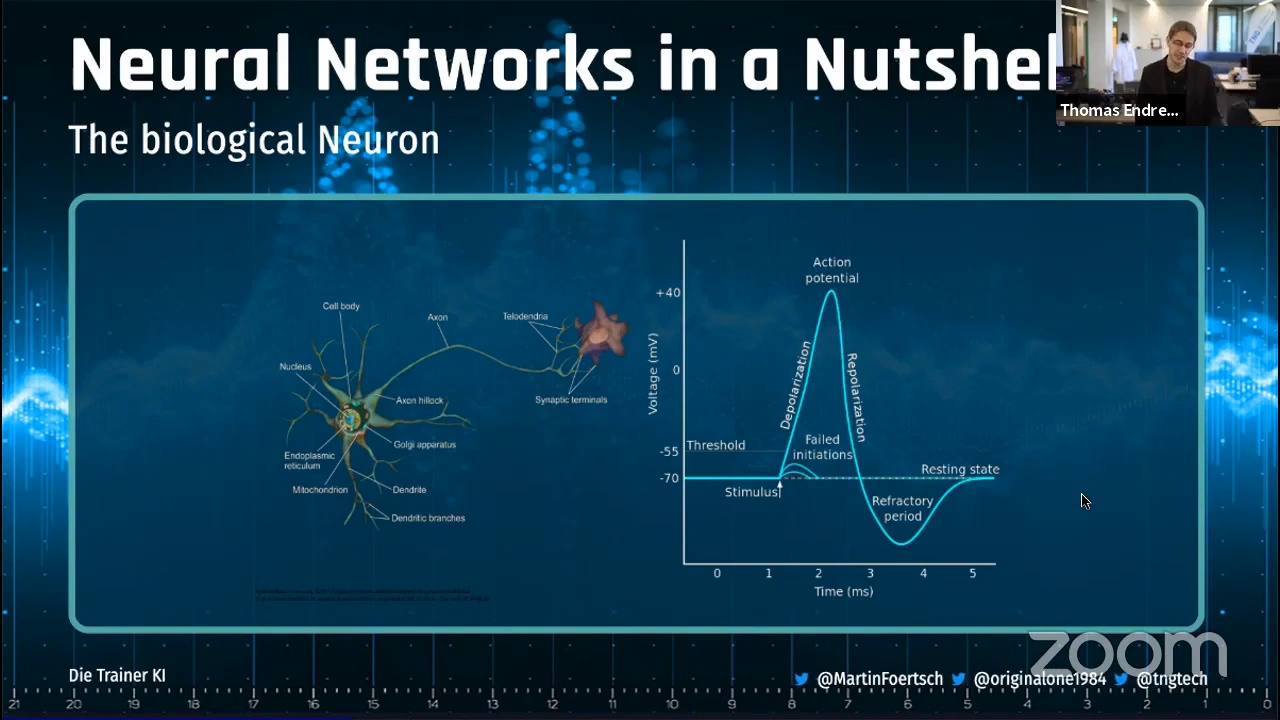 Neural Networks in a Nutshel
Thomas Endre...
The biological Neuron
Cell body
Axon
Telodendria
Nucleus
Axon hillock
Synaptic terminals
Golgi apparatus
Endoplasmic
reticulum
Mitochondrion
Dendrite
Dendritic branches
Action
potential
+40
Voltage (mV)
0
Depolarization
Repolarization
Threshold
Failed
initiations
-55
-70
Resting state
Stimulus
Refractory
period
0 1 2 3 4 5
Time (ms)
zoom
Die Trainer KI
@MartinFoertsch @originalone1984 @tngtech
21 20 19 18 17 16 15 14 13 12 11 10 9 8 7 6 5 4 3 2 1 0